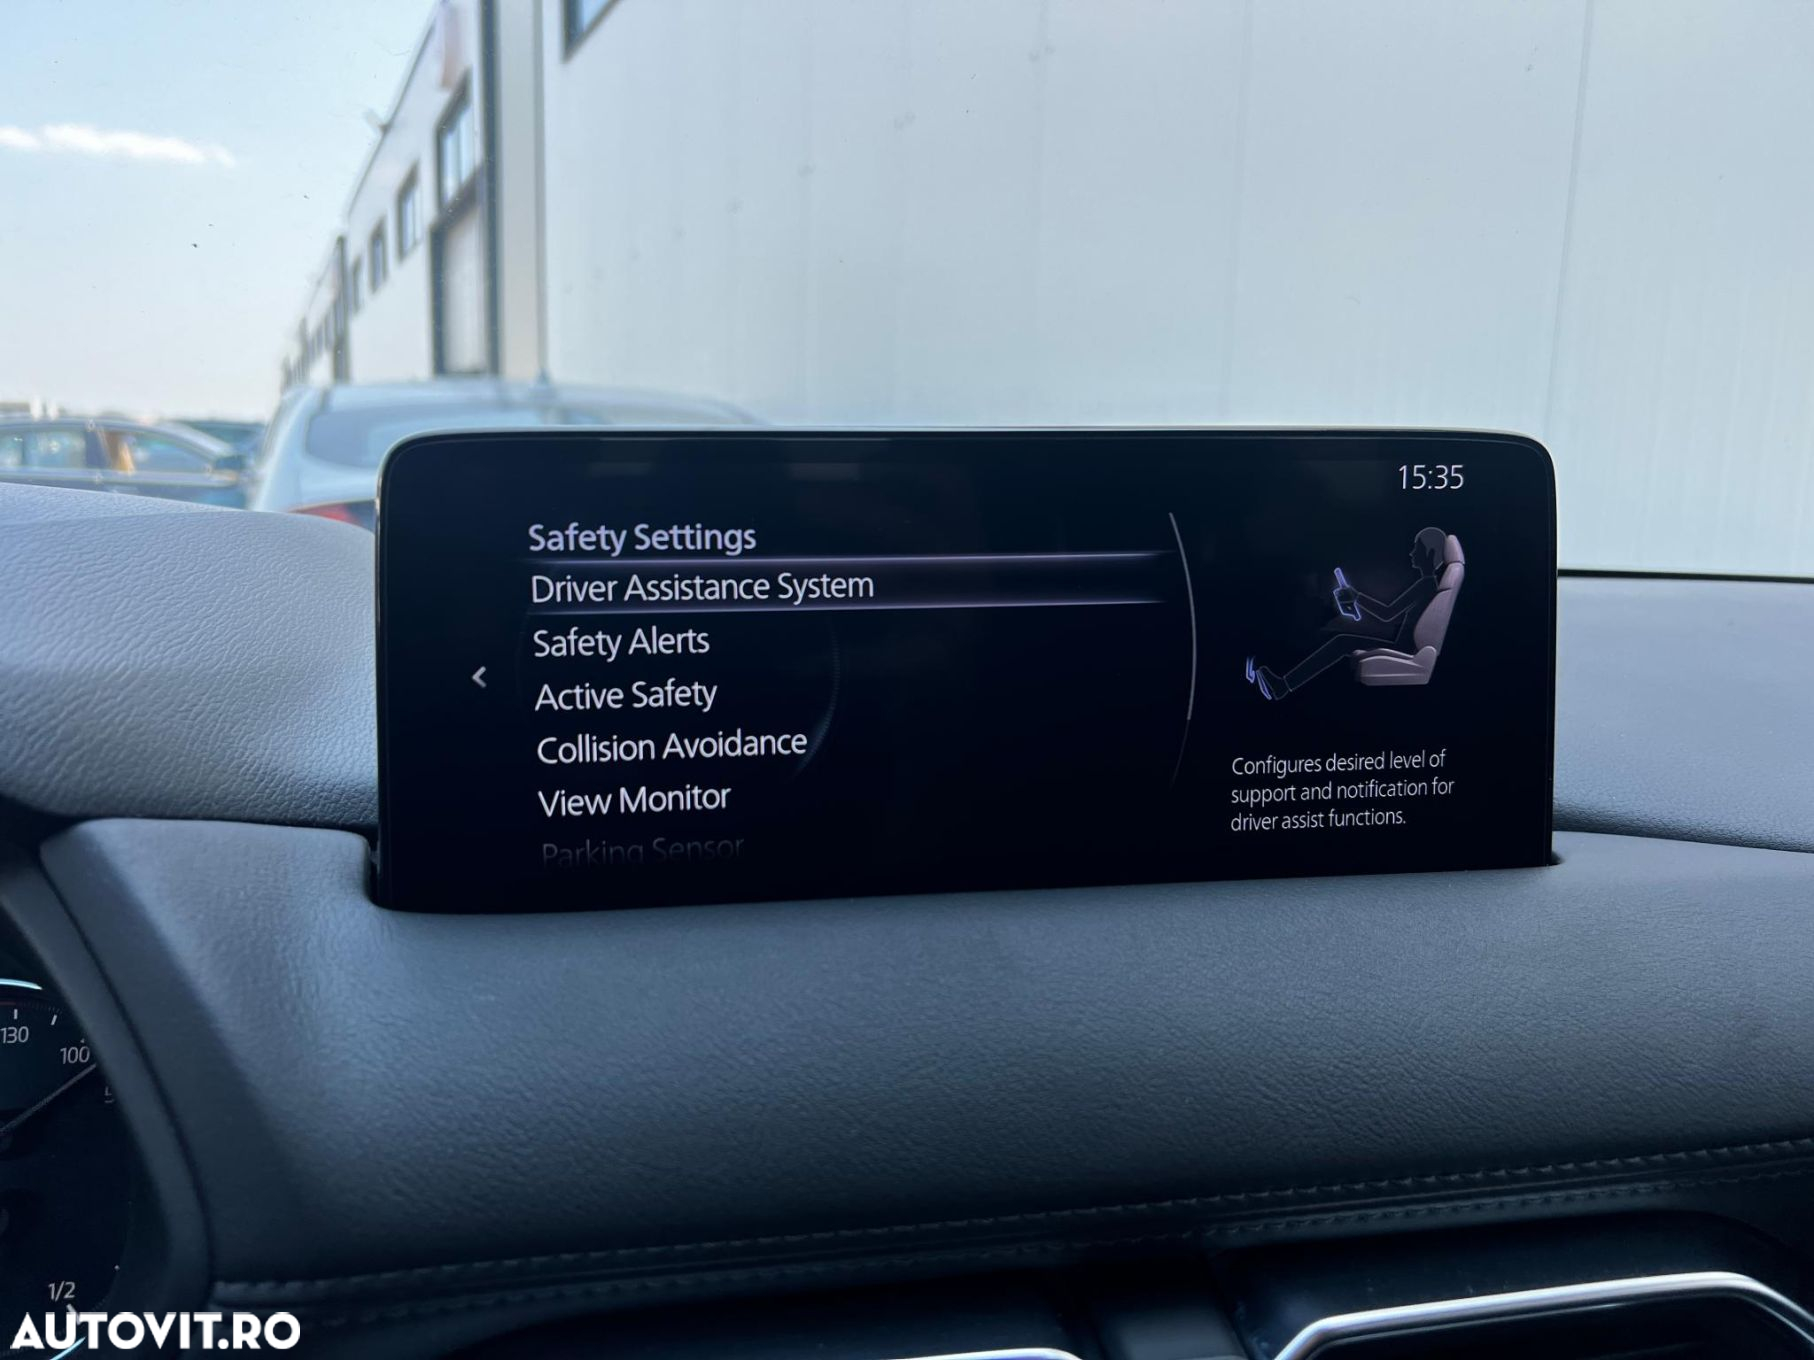 15:35
Safety Settings
Driver Assistance System
Safety Alerts
Active Safety
Collision Avoidance
View Monitor
Parking Sensor
Configures desired level of
support and notification for
driver assist functions.
130
100
1/2
AUTOVIT.RO